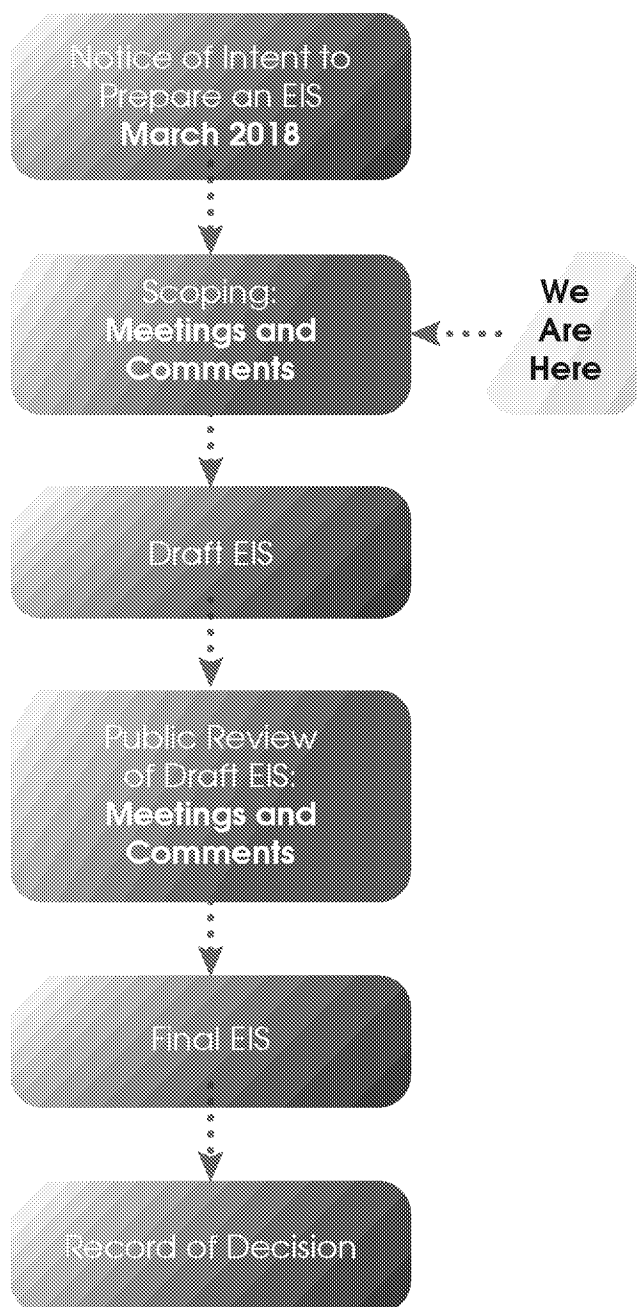 Notice of Intent to
Prepare an EIS
March 2018
Scoping:
Meetings and
Comments
We
Are
Here
Draft EIS
Public Review
of Draft EIS:
Meetings and
Comments
Final EIS
Record of Decision